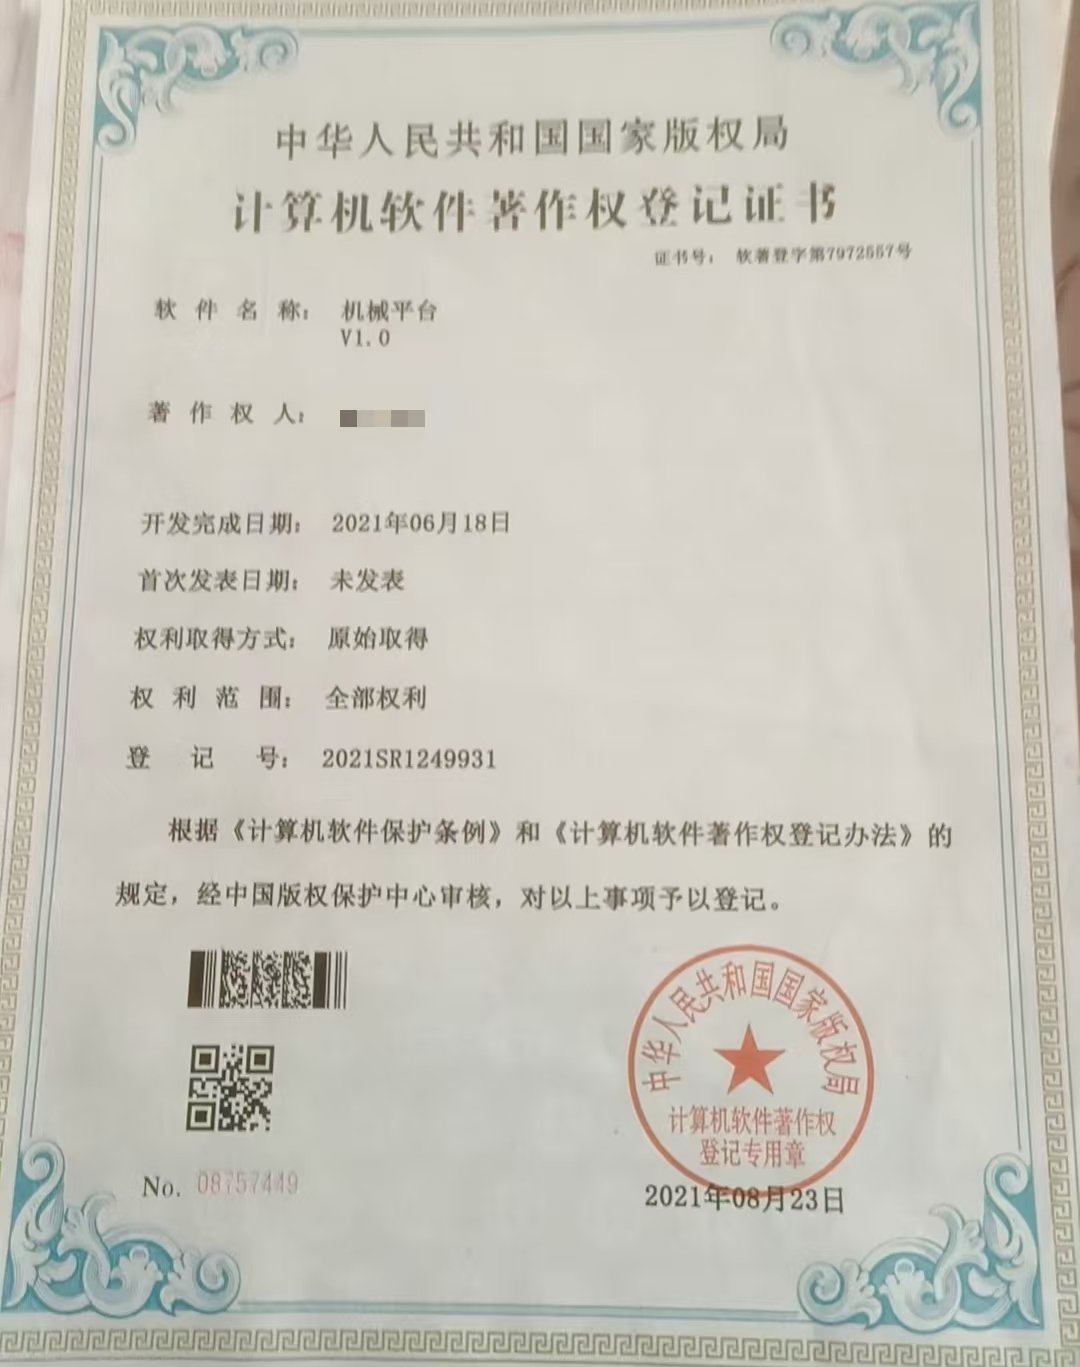 中华人民共和国国家版权局
计算机软件著作权登记证书
证书号： 软著登字第7972557号
软件名称： 机械平台
V1.0
著作权人：
开发完成日期： 2021年06月18日
首次发表日期： 未发表
权利取得方式： 原始取得
权利范围： 全部权利
登记号： 2021SR1249931
根据《计算机软件保护条例》和《计算机软件著作权登记办法》的
规定，经中国版权保护中心审核，对以上事项予以登记。
中华人民共和国国家版权局
计算机软件著作权
登记专用章
No. 08757449
2021年08月23日